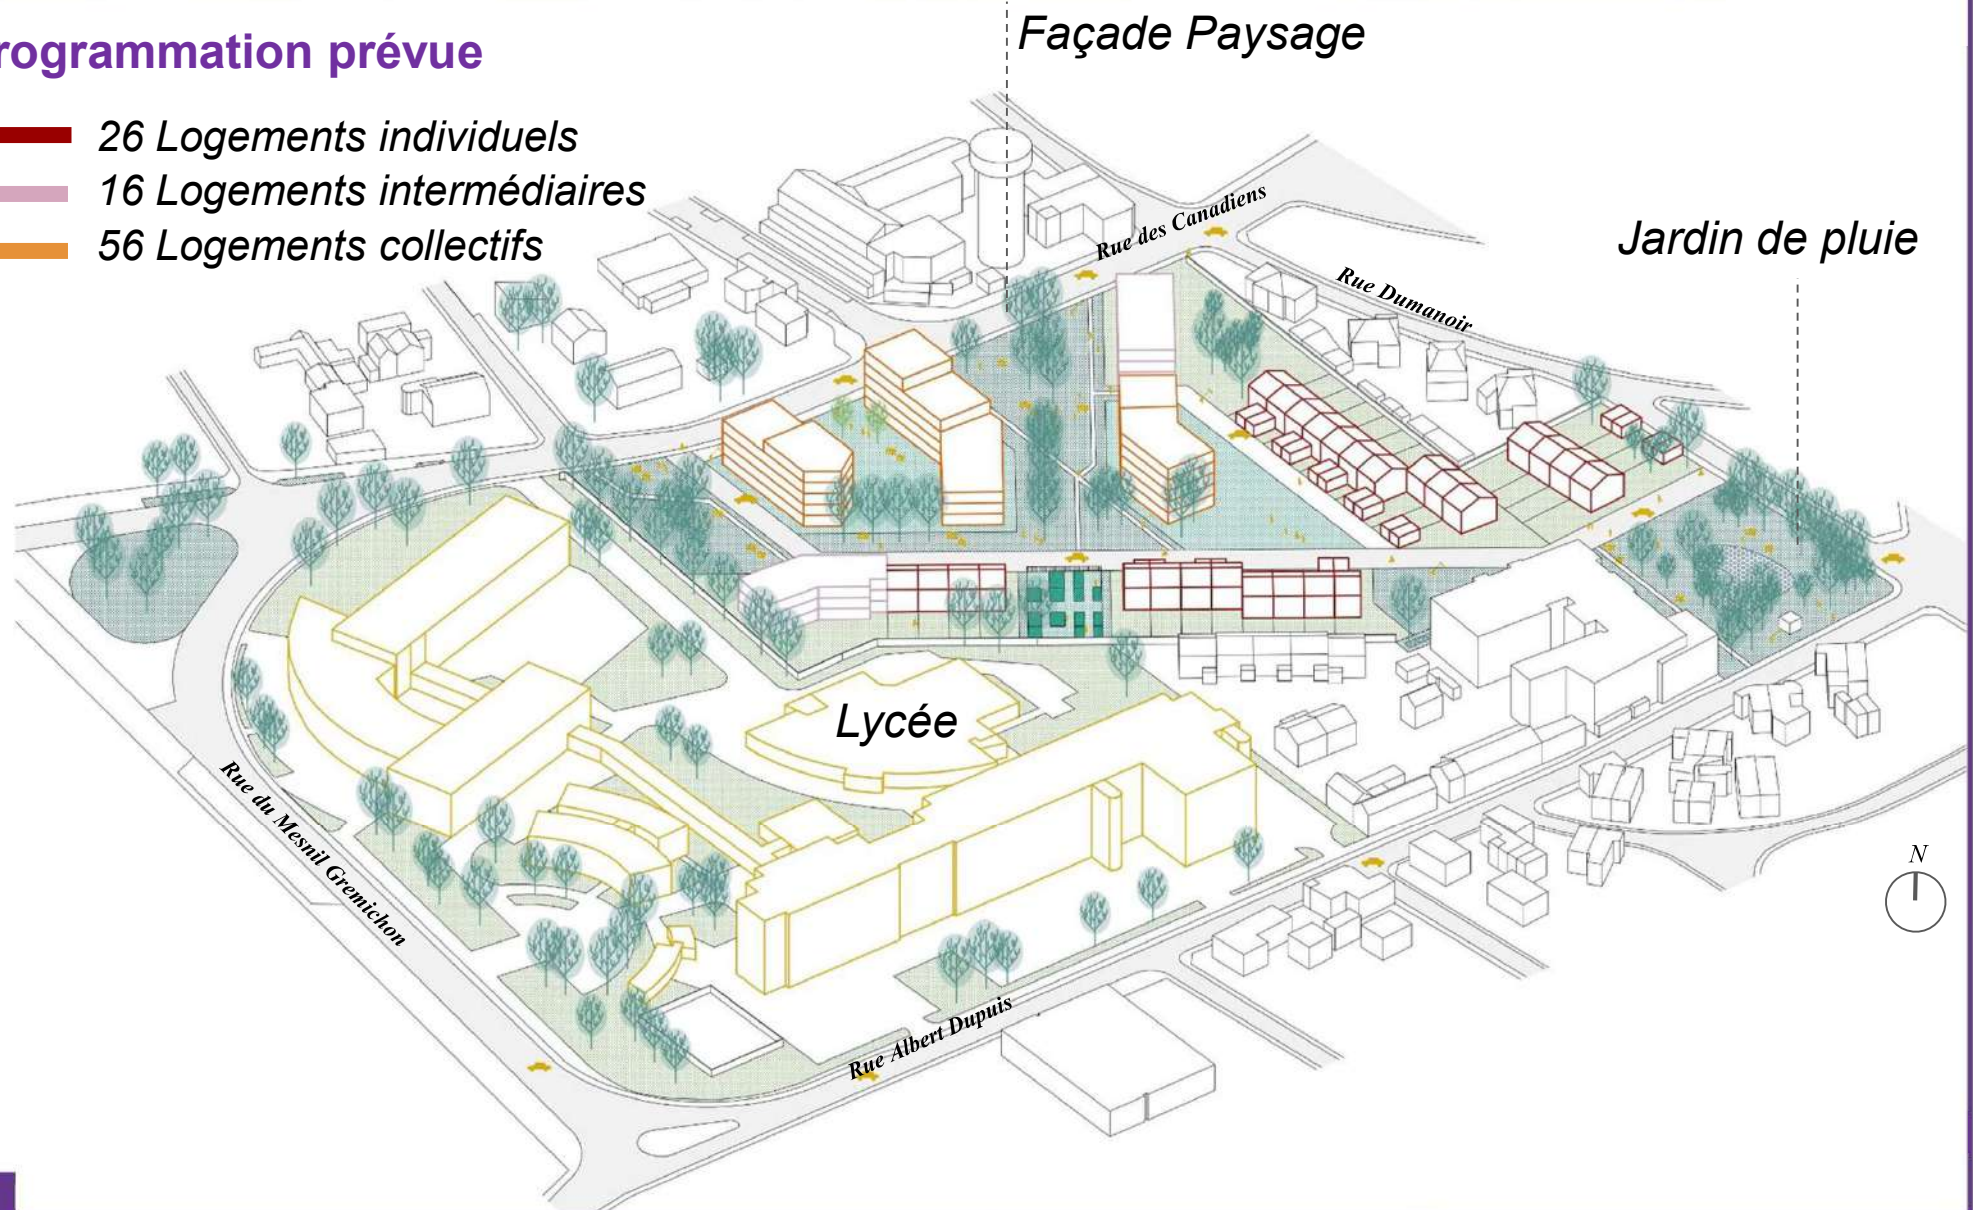 rogrammation prévue
26 Logements individuels
16 Logements intermédiaires
56 Logements collectifs
Façade Paysage
Jardin de pluie
Rue des Canadiens
Rue Dumanoir
Lycée
Rue du Mesnil Gremichon
Rue Albert Dupuis
N